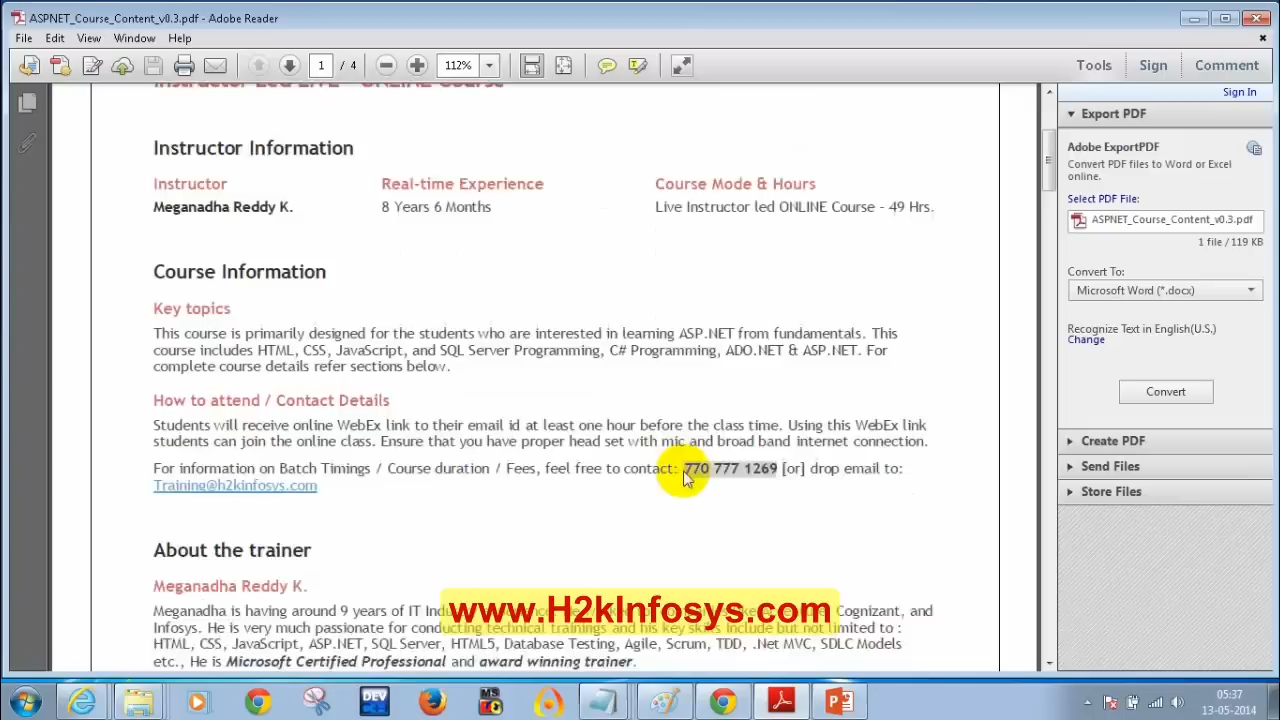 ASPNET_Course_Content_v0.3.pdf - Adobe Reader
File Edit View Window Help
1 / 4 112% Tools Sign Comment
Sign In
Instructor Led LIVE - ONLINE Course
Instructor Information
Instructor Real-time Experience Course Mode & Hours
Meganadha Reddy K. 8 Years 6 Months Live Instructor led ONLINE Course - 49 Hrs.
Course Information
Key topics
This course is primarily designed for the students who are interested in learning ASP.NET from fundamentals. This
course includes HTML, CSS, JavaScript, and SQL Server Programming, C# Programming, ADO.NET & ASP.NET. For
complete course details refer sections below.
How to attend / Contact Details
Students will receive online WebEx link to their email id at least one hour before the class time. Using this WebEx link
students can join the online class. Ensure that you have proper head set with mic and broad band internet connection.
For information on Batch Timings / Course duration / Fees, feel free to contact: 770 777 1269 [or] drop email to:
Training@h2kinfosys.com
About the trainer
Meganadha Reddy K.
Meganadha is having around 9 years of IT Cognizant, and
Infosys. He is very much passionate for conducting technical trainings and his key skills include but not limited to :
HTML, CSS, JavaScript, ASP.NET, SQL Server, HTML5, Database Testing, Agile, Scrum, TDD, .Net MVC, SDLC Models
etc., He is Microsoft Certified Professional and award winning trainer.
www.H2kInfosys.com
Export PDF
Adobe ExportPDF
Convert PDF files to Word or Excel
online.
Select PDF File:
ASPNET_Course_Content_v0.3.pdf
1 file / 119 KB
Convert To:
Microsoft Word (*.docx)
Recognize Text in English(U.S.)
Change
Convert
Create PDF
Send Files
Store Files
DEV
MS
05:37
13-05-2014